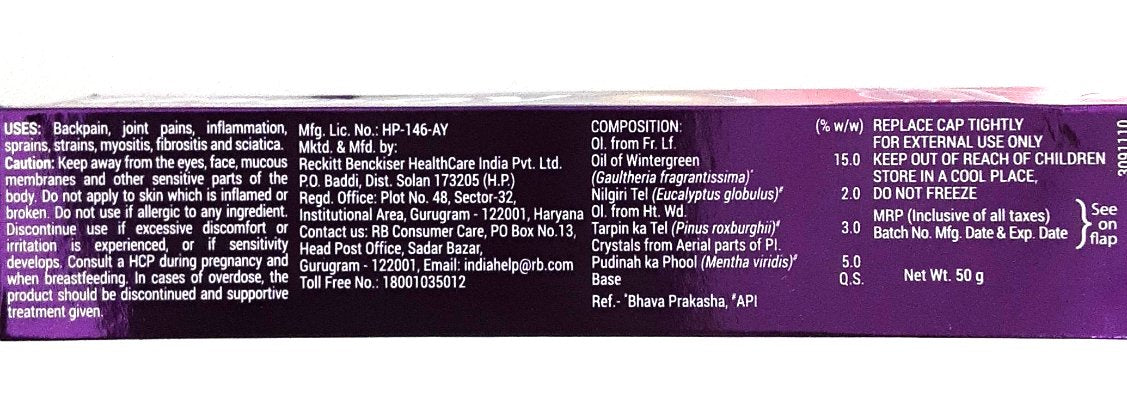 USES: Backpain, joint pains, inflammation,
sprains, strains, myositis, fibrositis and sciatica.
Caution: Keep away from the eyes, face, mucous
membranes and other sensitive parts of the
body. Do not apply to skin which is inflamed or
broken. Do not use if allergic to any ingredient.
Discontinue use if excessive discomfort or
irritation is experienced, or if sensitivity
develops. Consult a HCP during pregnancy and
when breastfeeding. In cases of overdose, the
product should be discontinued and supportive
treatment given.
Mfg. Lic. No.: HP-146-AY
Mktd. & Mfd. by:
Reckitt Benckiser HealthCare India Pvt. Ltd.
P.O. Baddi, Dist. Solan 173205 (H.P.)
Regd. Office: Plot No. 48, Sector-32,
Institutional Area, Gurugram - 122001, Haryana
Contact us: RB Consumer Care, PO Box No.13,
Head Post Office, Sadar Bazar,
Gurugram - 122001, Email: indiahelp@rb.com
Toll Free No.: 18001035012
COMPOSITION: (% w/w)
Ol. from Fr. Lf.
Oil of Wintergreen 15.0
(Gaultheria fragrantissima)*
Nilgiri Tel (Eucalyptus globulus)# 2.0
Ol. from Ht. Wd.
Tarpin ka Tel (Pinus roxburghii)# 3.0
Crystals from Aerial parts of Pl.
Pudinah ka Phool (Mentha viridis)# 5.0
Base Q.S.
Ref.- *Bhava Prakasha, #API
REPLACE CAP TIGHTLY
FOR EXTERNAL USE ONLY
KEEP OUT OF REACH OF CHILDREN
STORE IN A COOL PLACE,
DO NOT FREEZE
MRP (Inclusive of all taxes)
Batch No. Mfg. Date & Exp. Date
See
on
flap
Net Wt. 50 g
3091110